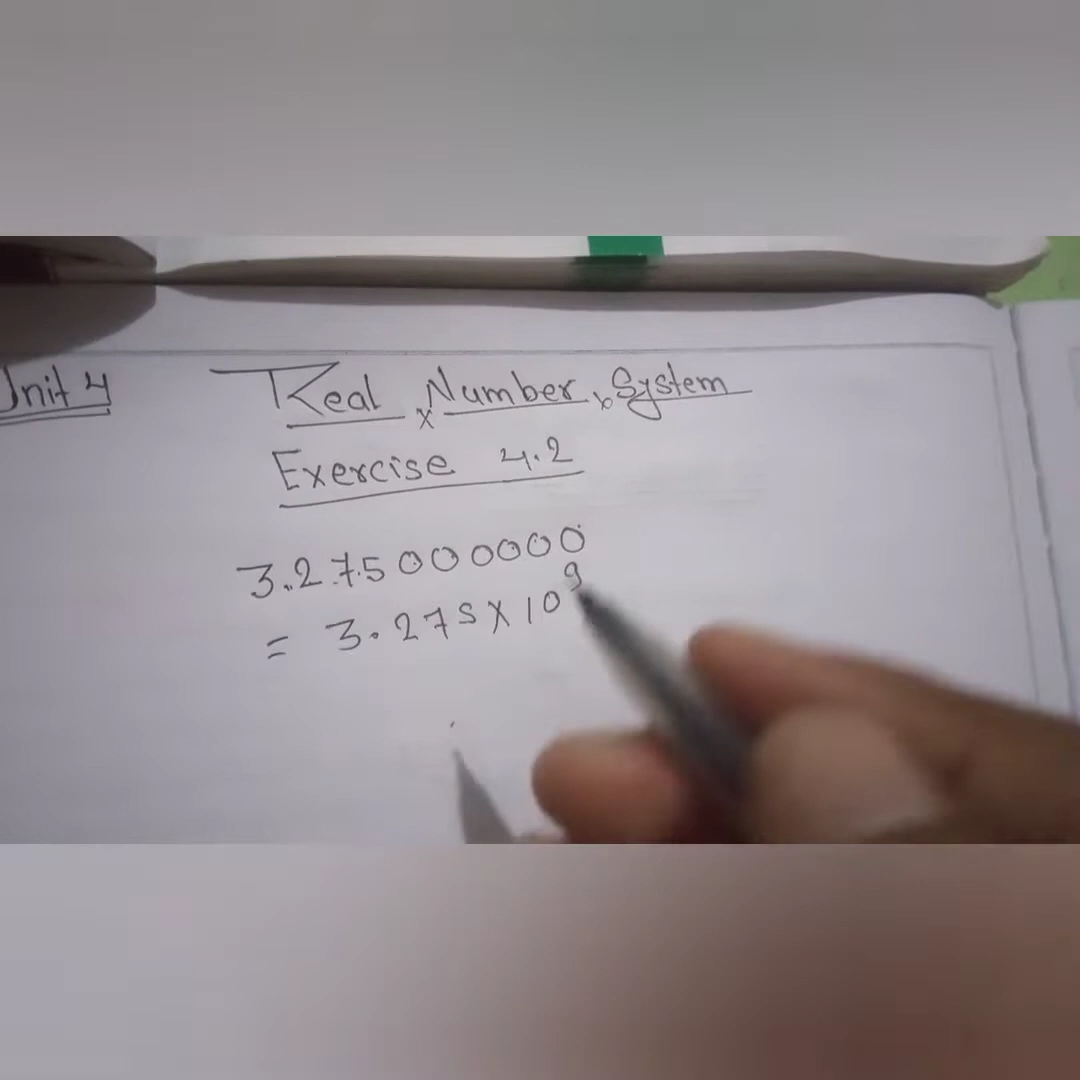 Unit 4
Real Number System
Exercise 4.2
3.275000000
= 3.275 X 10⁹